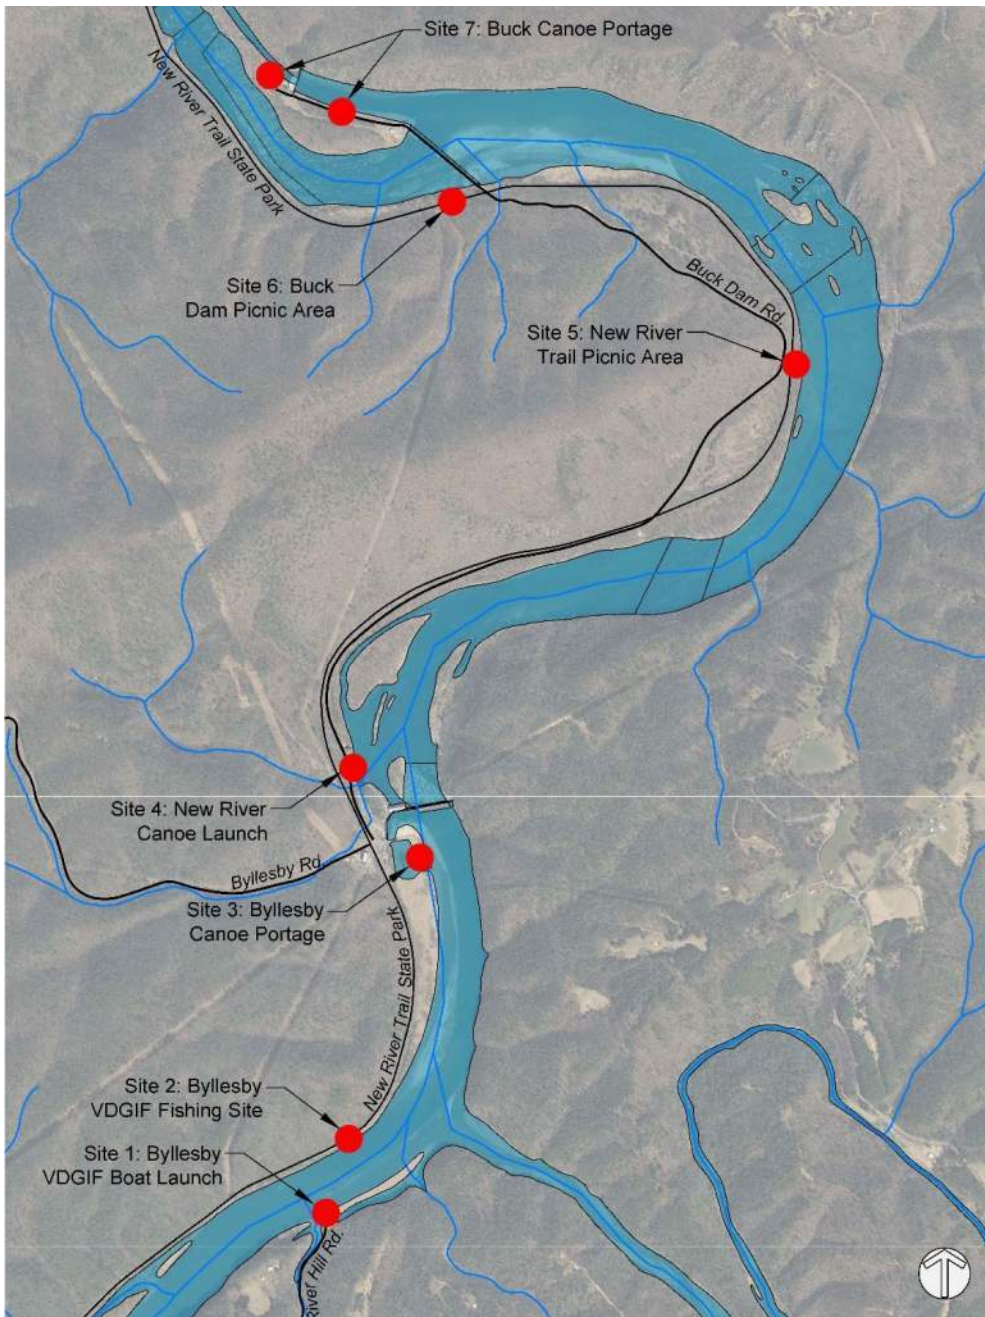 Site 7: Buck Canoe Portage
New River Trail State Park
Site 6: Buck
Dam Picnic Area
Buck Dam Rd.
Site 5: New River
Trail Picnic Area
Site 4: New River
Canoe Launch
Byllesby Rd.
Site 3: Byllesby
Canoe Portage
New River Trail State Park
Site 2: Byllesby
VDGIF Fishing Site
Site 1: Byllesby
VDGIF Boat Launch
River Hill Rd.